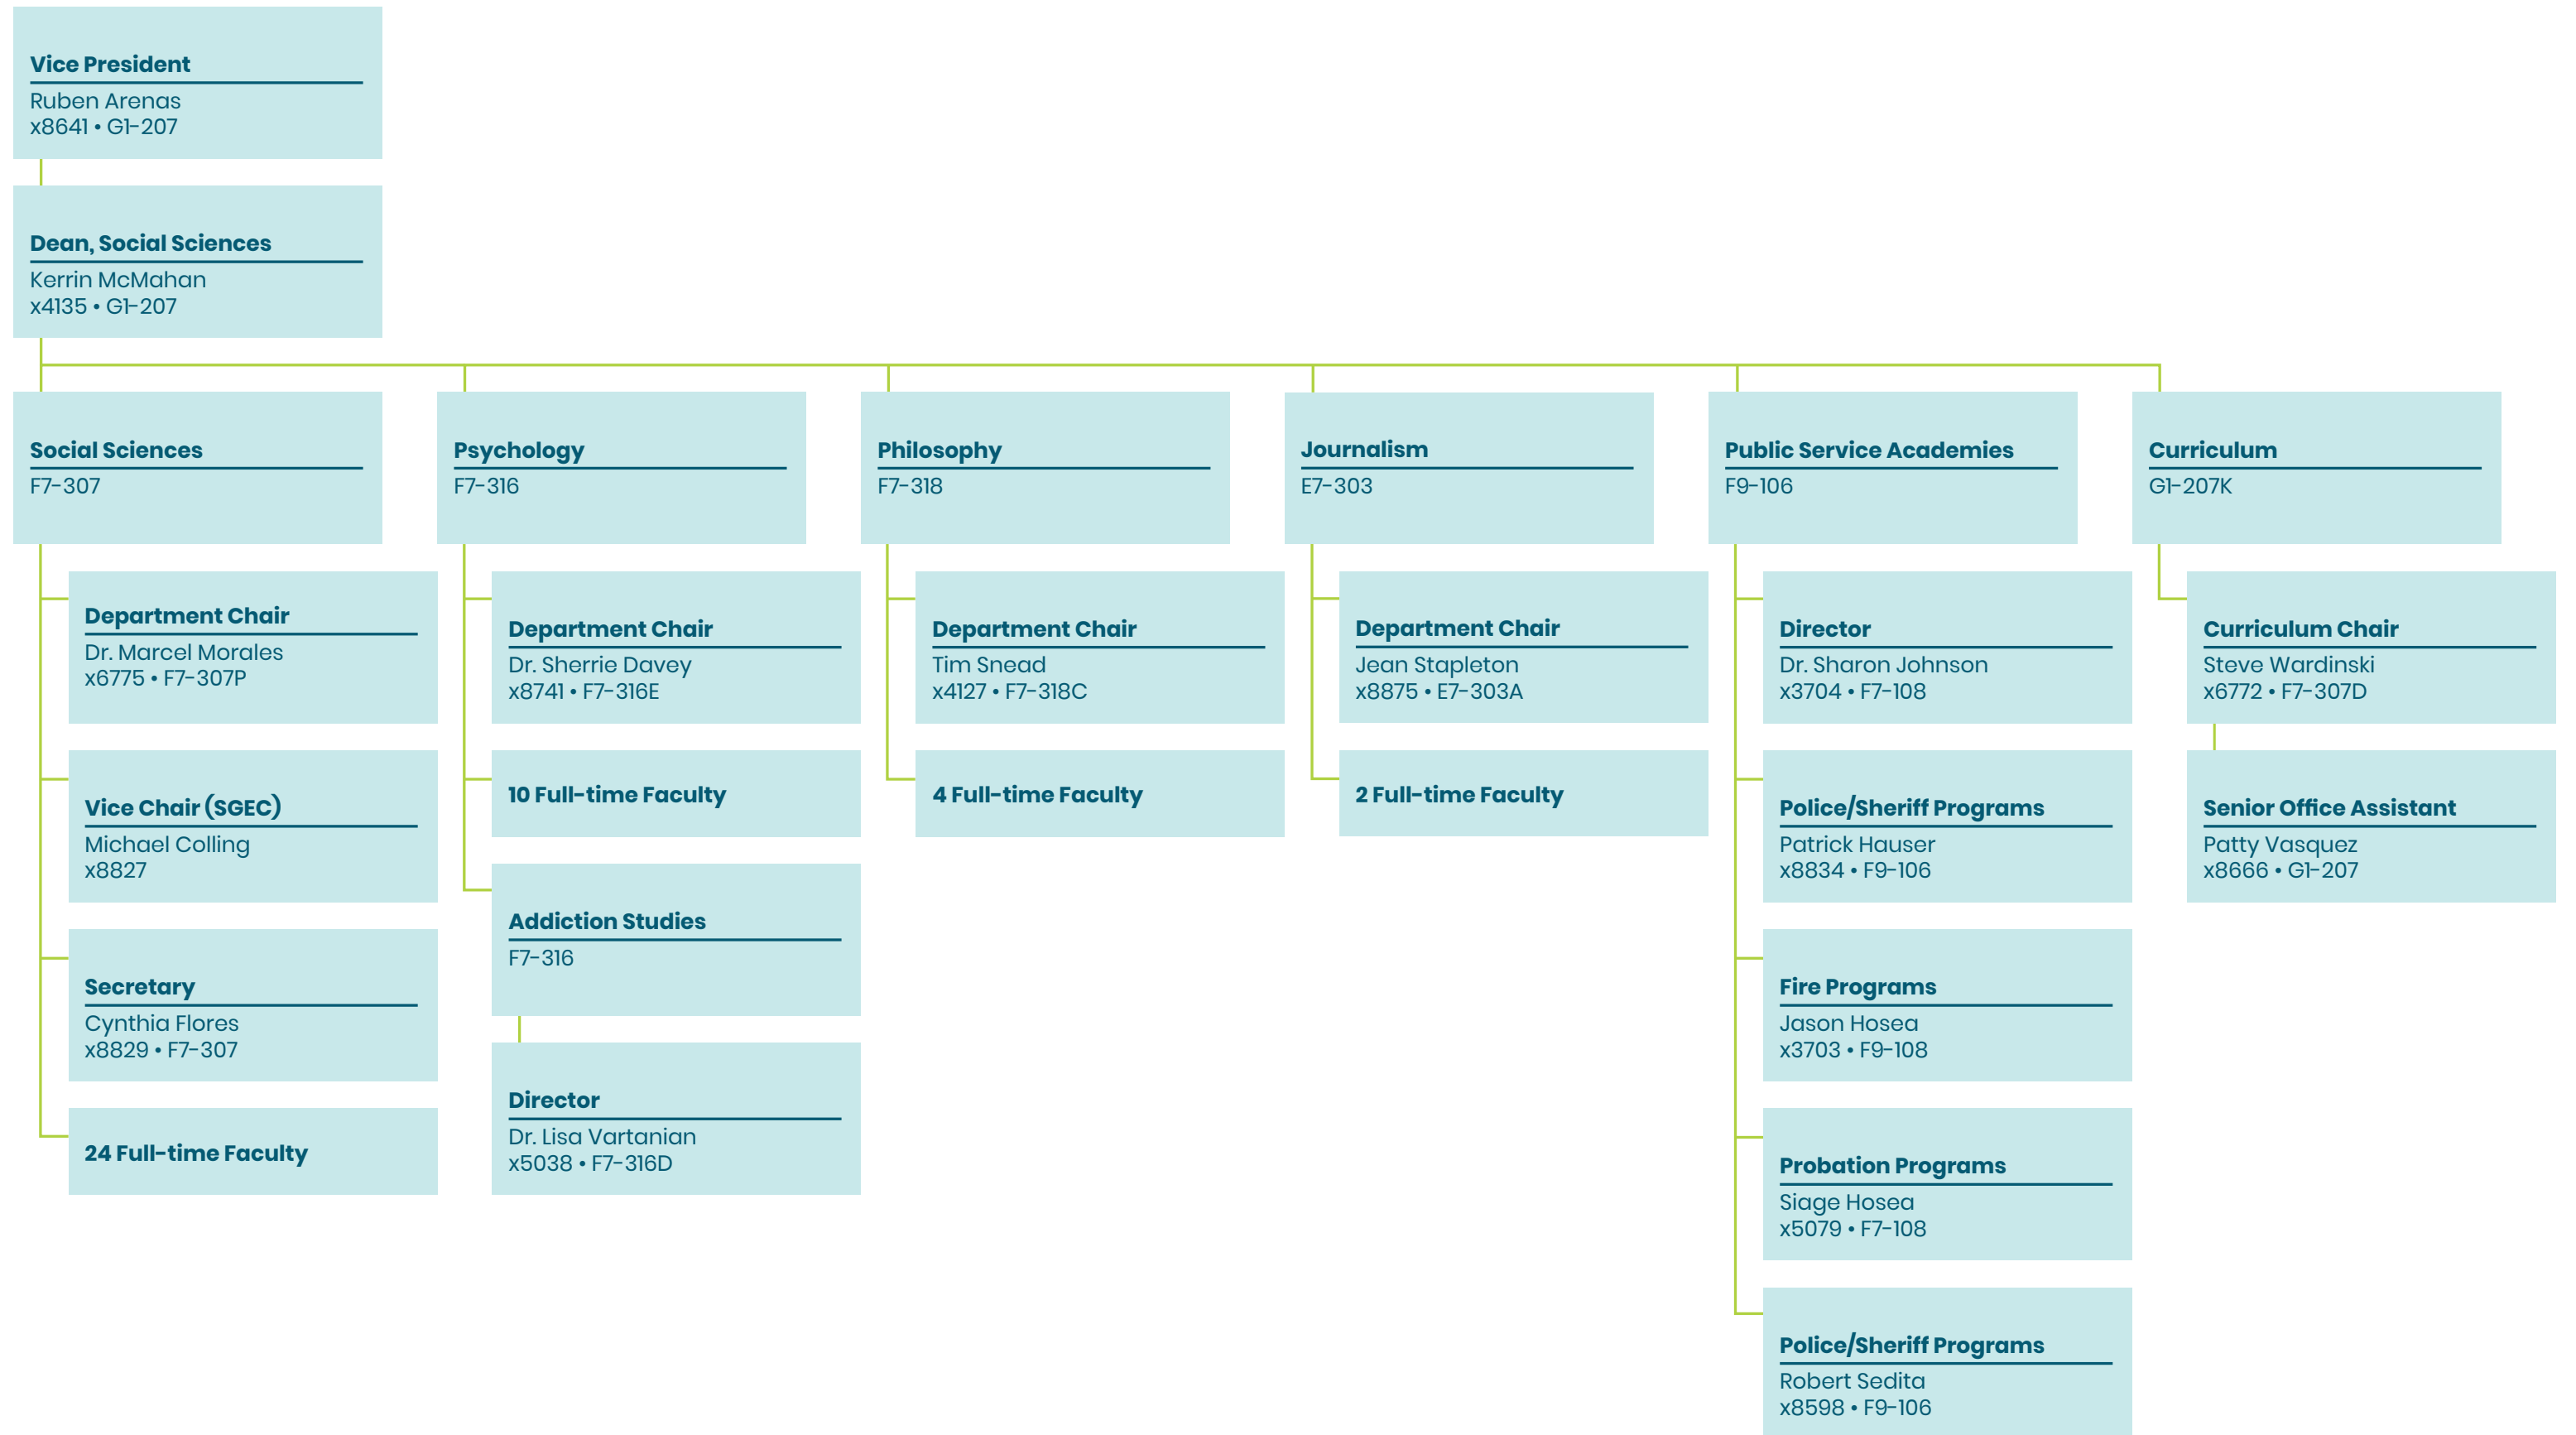 Vice President
Ruben Arenas
x8641 • G1-207
Dean, Social Sciences
Kerrin McMahan
x4135 • G1-207
Social Sciences
F7-307
Department Chair
Dr. Marcel Morales
x6775 • F7-307P
Vice Chair (SGEC)
Michael Colling
x8827
Secretary
Cynthia Flores
x8829 • F7-307
24 Full-time Faculty
Psychology
F7-316
Department Chair
Dr. Sherrie Davey
x8741 • F7-316E
10 Full-time Faculty
Addiction Studies
F7-316
Director
Dr. Lisa Vartanian
x5038 • F7-316D
Philosophy
F7-318
Department Chair
Tim Snead
x4127 • F7-318C
4 Full-time Faculty
Journalism
E7-303
Department Chair
Jean Stapleton
x8875 • E7-303A
2 Full-time Faculty
Public Service Academies
F9-106
Director
Dr. Sharon Johnson
x3704 • F7-108
Police/Sheriff Programs
Patrick Hauser
x8834 • F9-106
Fire Programs
Jason Hosea
x3703 • F9-108
Probation Programs
Siage Hosea
x5079 • F7-108
Police/Sheriff Programs
Robert Sedita
x8598 • F9-106
Curriculum
G1-207K
Curriculum Chair
Steve Wardinski
x6772 • F7-307D
Senior Office Assistant
Patty Vasquez
x8666 • G1-207